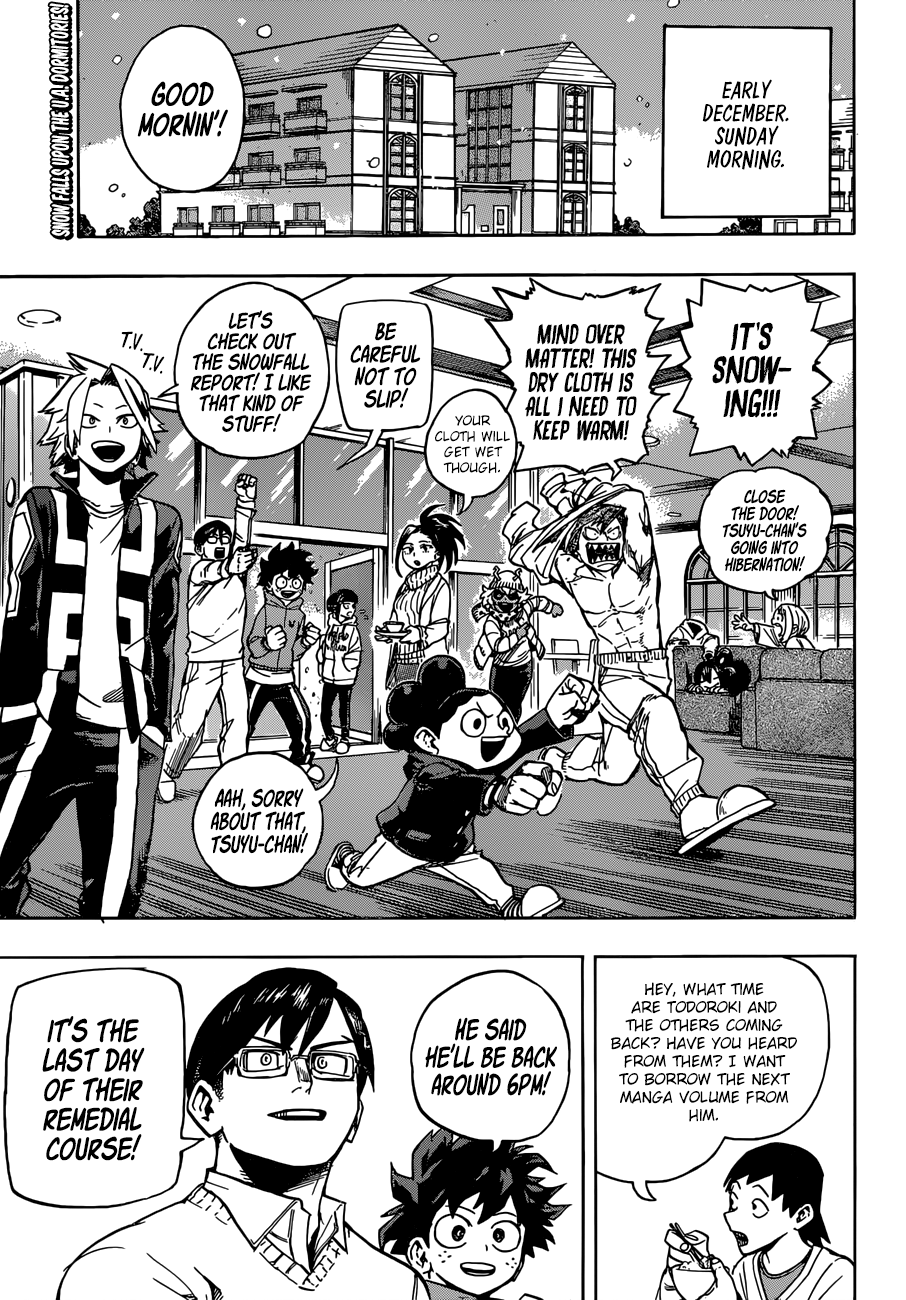 SNOW FALLS UPON THE U.A. DORMITORIES!
EARLY
DECEMBER.
SUNDAY
MORNING.
GOOD
MORNIN'!
IT'S
SNOW-
ING!!!
MIND OVER
MATTER! THIS
DRY CLOTH IS
ALL I NEED TO
KEEP WARM!
CLOSE
THE DOOR!
TSUYU-CHAN'S
GOING INTO
HIBERNATION!
YOUR
CLOTH WILL
GET WET
THOUGH.
BE
CAREFUL
NOT TO
SLIP!
LET'S
CHECK OUT
THE SNOWFALL
REPORT! I LIKE
THAT KIND OF
STUFF!
T.V.
T.V.
AAH, SORRY
ABOUT THAT,
TSUYU-CHAN!
HEY, WHAT TIME
ARE TODOROKI AND
THE OTHERS COMING
BACK? HAVE YOU HEARD
FROM THEM? I WANT
TO BORROW THE NEXT
MANGA VOLUME FROM
HIM.
HE SAID
HE'LL BE BACK
AROUND 6PM!
IT'S THE
LAST DAY
OF THEIR
REMEDIAL
COURSE!